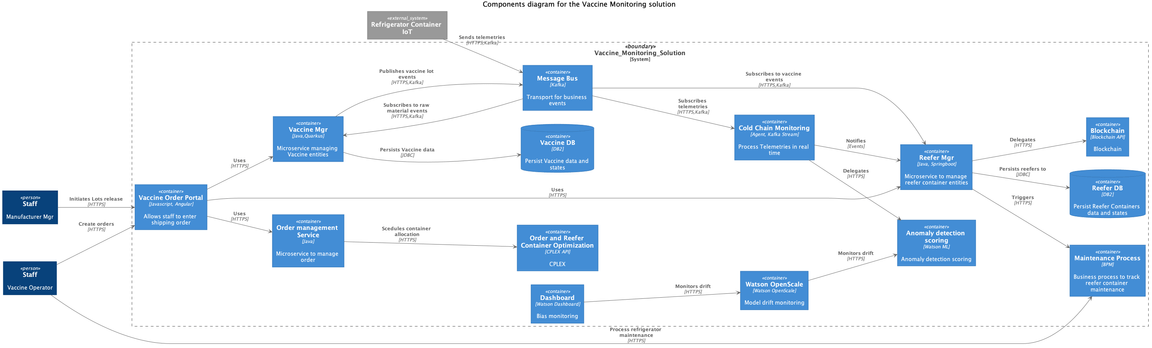 Components diagram for the Vaccine Monitoring solution
«external_system»
Refrigerator Container
IoT
Sends telemetries
[HTTPS,Kafka]
«Boundary»
Vaccine_Monitoring_Solution
[System]
Publishes vaccine lot
events
[HTTPS,Kafka]
«container»
Message Bus
[Kafka]
Transport for business
events
Subscribes to vaccine
events
[HTTPS,Kafka]
Subscribes to raw
material events
[HTTPS,Kafka]
Subscribes
telemetries
[HTTPS,Kafka]
«container»
Vaccine Mgr
[Java,Quarkus]
Microservice managing
Vaccine entities
«container»
Cold Chain Monitoring
[Agent, Kafka Stream]
Process Telemetries in real
time
«container»
Blockchain
[Blockchain API]
Blockchain
«container»
Vaccine DB
[DB2]
Persist Vaccine data and
states
Persists Vaccine data
[JDBC]
Notifies
[Events]
Delegates
[HTTPS]
«container»
Reefer Mgr
[Java, Springboot]
Microservice to manage
reefer container entities
Uses
[HTTPS]
Delegates
[HTTPS]
Persists reefers to
[JDBC]
«container»
Reefer DB
[DB2]
Persist Reefer Containers
data and states
«person»
Staff
Manufacturer Mgr
Initiates Lots release
[HTTPS]
«container»
Vaccine Order Portal
[Javascript, Angular]
Allows staff to enter
shipping order
Uses
[HTTPS]
Triggers
[HTTPS]
Create orders
[HTTPS]
Uses
[HTTPS]
«container»
Order management
Service
[Java]
Microservice to manage
order
Scedules container
allocation
[HTTPS]
«container»
Order and Reefer
Container Optimization
[CPLEX API]
CPLEX
«container»
Anomaly detection
scoring
[Watson ML]
Anomaly detection scoring
«container»
Maintenance Process
[BPM]
Business process to track
reefer container
maintenance
«person»
Staff
Vaccine Operator
Monitors drift
[HTTPS]
«container»
Dashboard
[Watson Dashboard]
Bias monitoring
Monitors drift
[HTTPS]
«container»
Watson OpenScale
[Watson OpenScale]
Model drift monitoring
Process refrigerator
maintenance
[HTTPS]